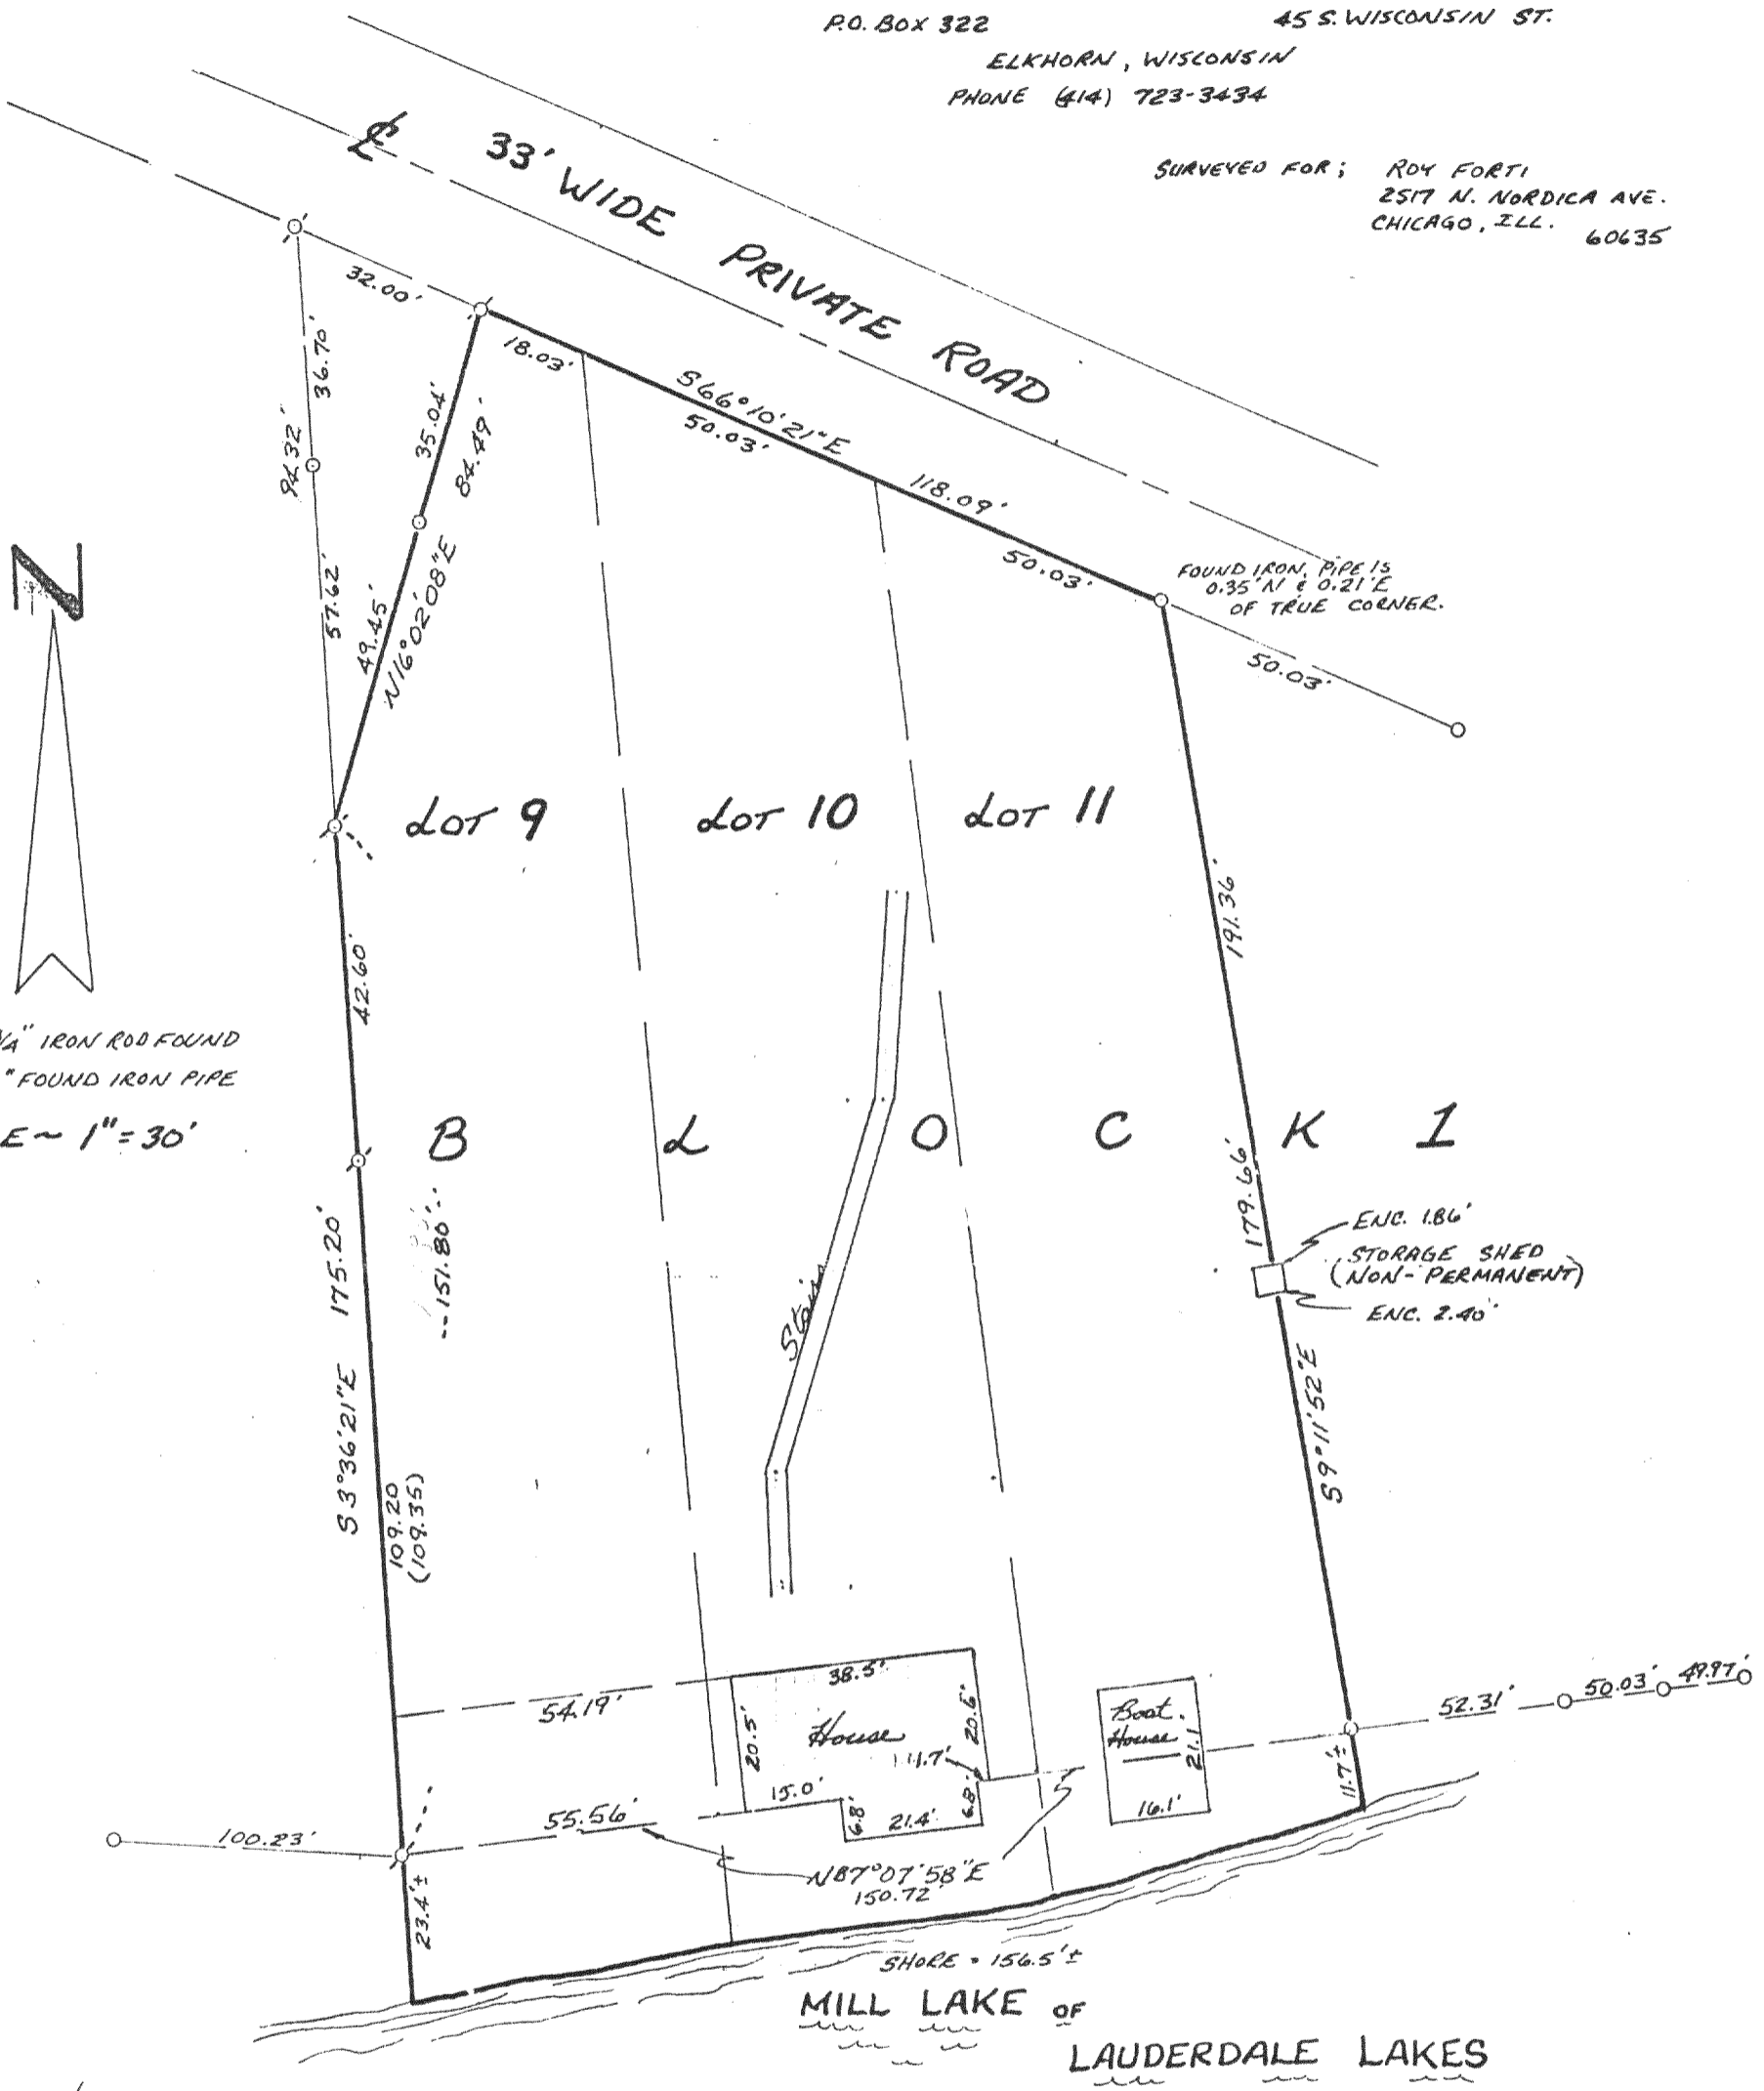 P.O. BOX 322 45 S. WISCONSIN ST.
ELKHORN, WISCONSIN
PHONE (414) 723-3434
SURVEYED FOR; ROY FORTI
2517 N. NORDICA AVE.
CHICAGO, ILL. 60635
℄ 33' WIDE PRIVATE ROAD
32.00'
18.03'
S66°10'21"E
50.03'
118.09'
50.03'
FOUND IRON PIPE IS
0.35'N & 0.21'E
OF TRUE CORNER.
50.03'
36.70'
94.32'
57.62'
35.04'
84.49'
49.45'
N16°02'08"E
N
LOT 9 LOT 10 LOT 11
191.36'
42.60'
3/4" IRON ROD FOUND
" FOUND IRON PIPE
E~ 1"=30'
B L O C K 1
179.66'
ENC. 1.86'
STORAGE SHED
(NON-PERMANENT)
ENC. 2.40'
175.20'
--151.80'--
S3°36'21"E
Stairs
S9°11'52"E
109.20
(109.35)
54.19'
38.5'
20.5'
House
20.6'
11.7'
15.0'
6.8'
21.4'
6.8'
Boat
House
21.1
16.1'
52.31' 50.03' 49.97'
11.7'±
100.23'
55.56'
N87°07'58"E
150.72'
23.4'±
SHORE = 156.5'±
MILL LAKE OF
LAUDERDALE LAKES